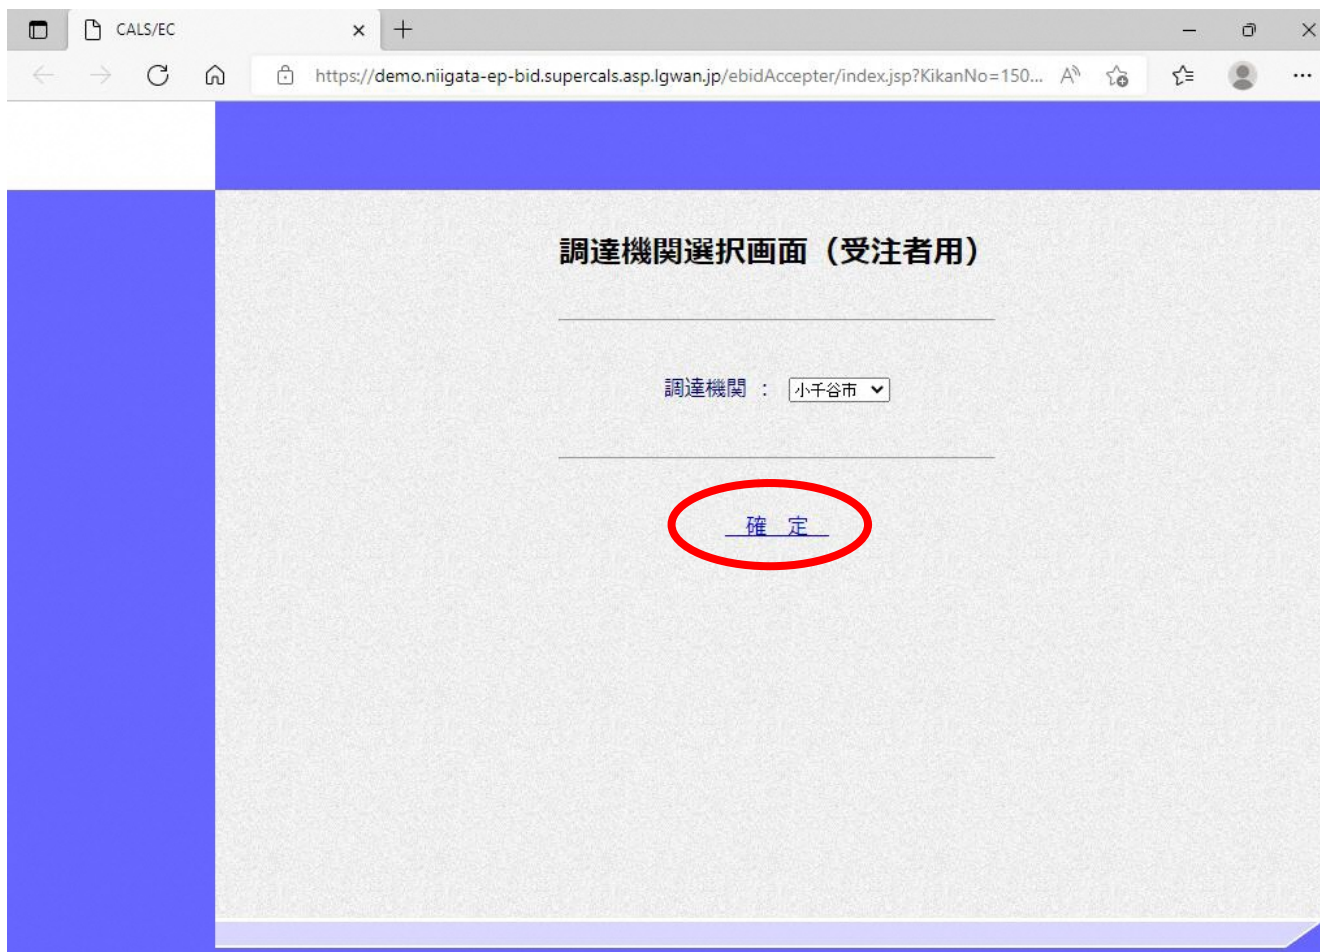 CALS/EC
https://demo.niigata-ep-bid.supercals.asp.lgwan.jp/ebidAccepter/index.jsp?KikanNo=150...
調達機関選択画面（受注者用）
調達機関 ： 小千谷市
確　定